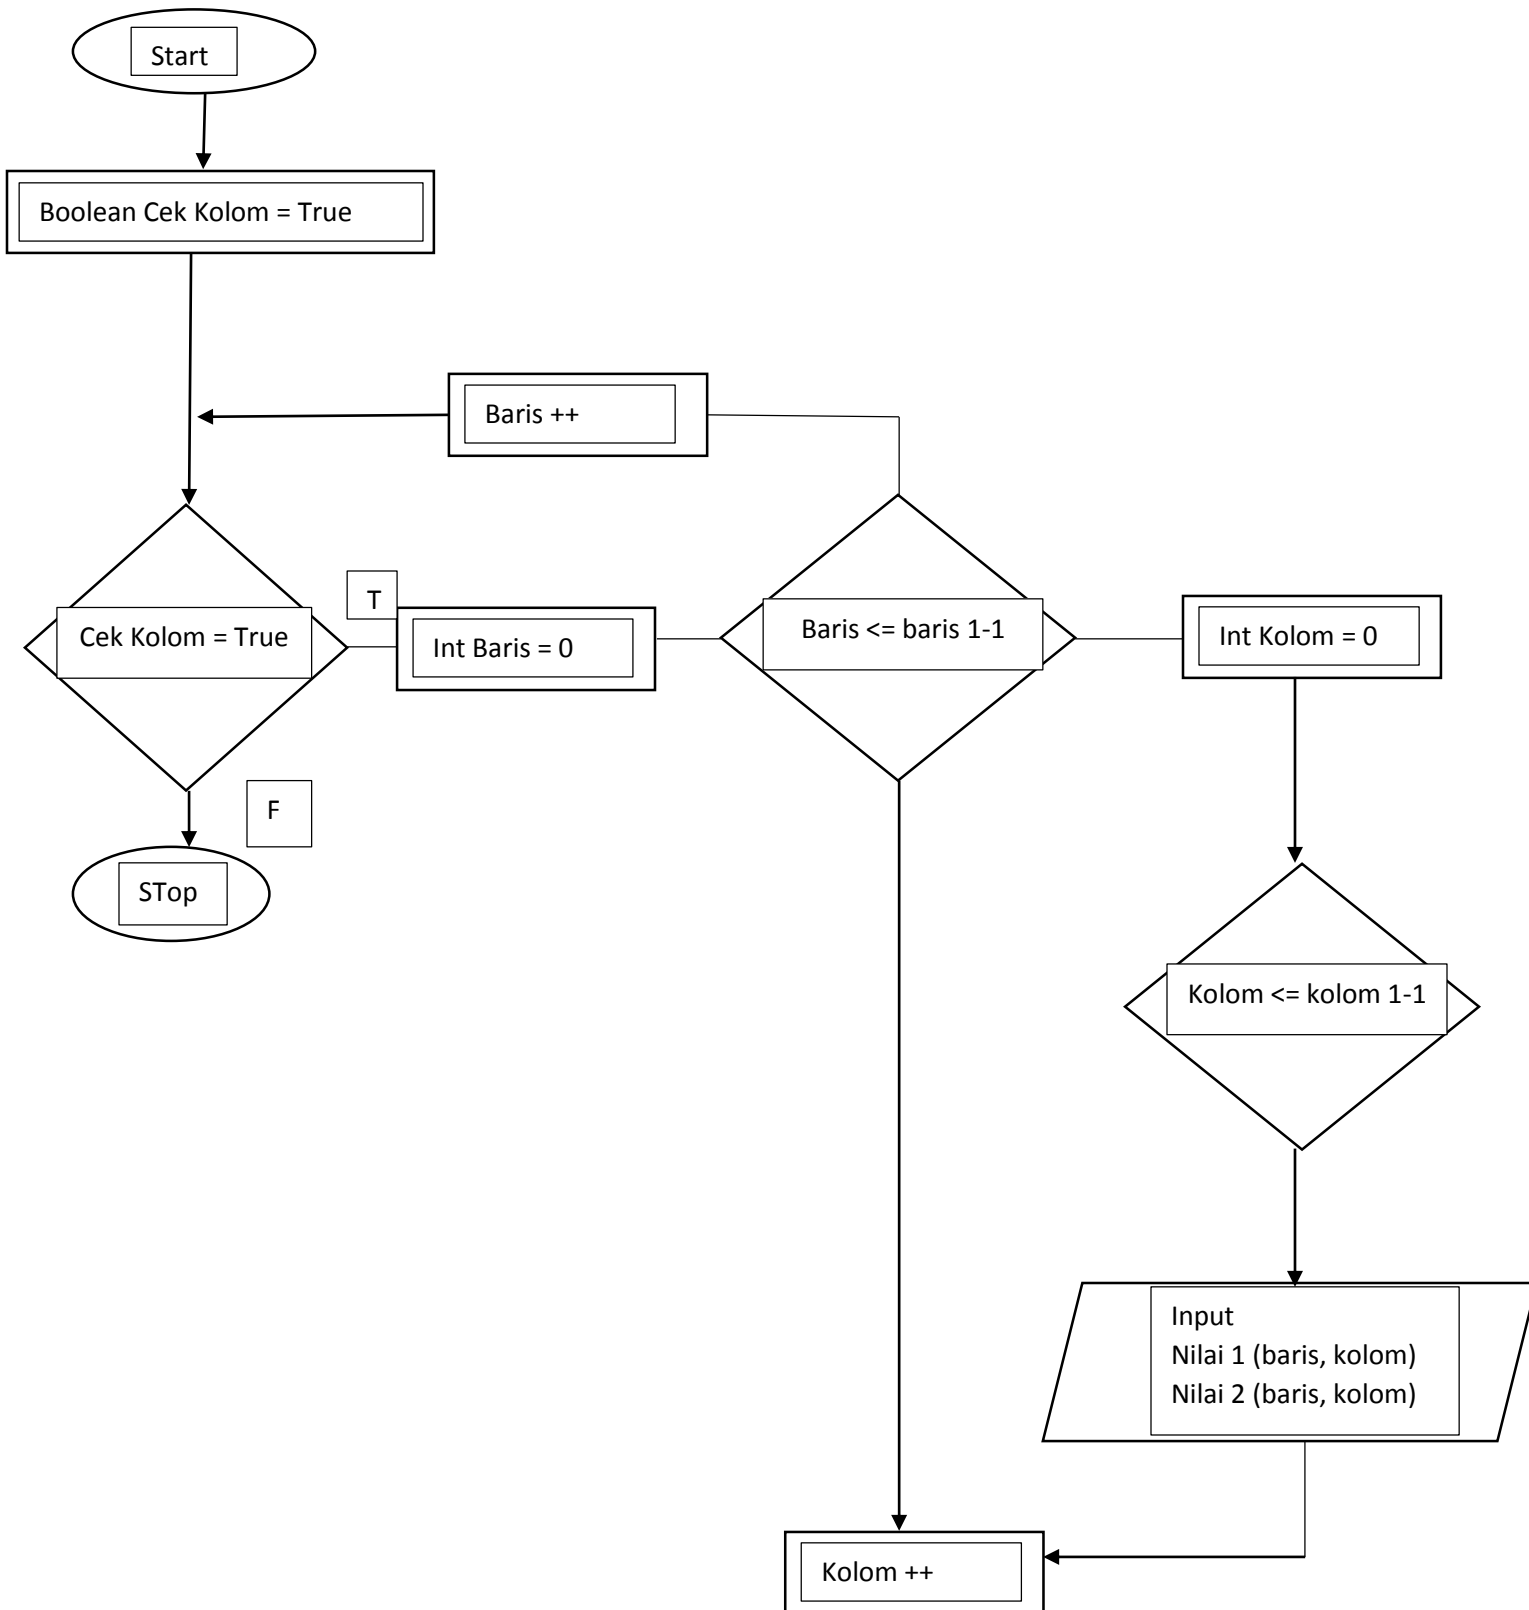 Start
Boolean Cek Kolom = True
Baris ++
T
Cek Kolom = True
Int Baris = 0
Baris <= baris 1-1
Int Kolom = 0
F
STop
Kolom <= kolom 1-1
Input
Nilai 1 (baris, kolom)
Nilai 2 (baris, kolom)
Kolom ++